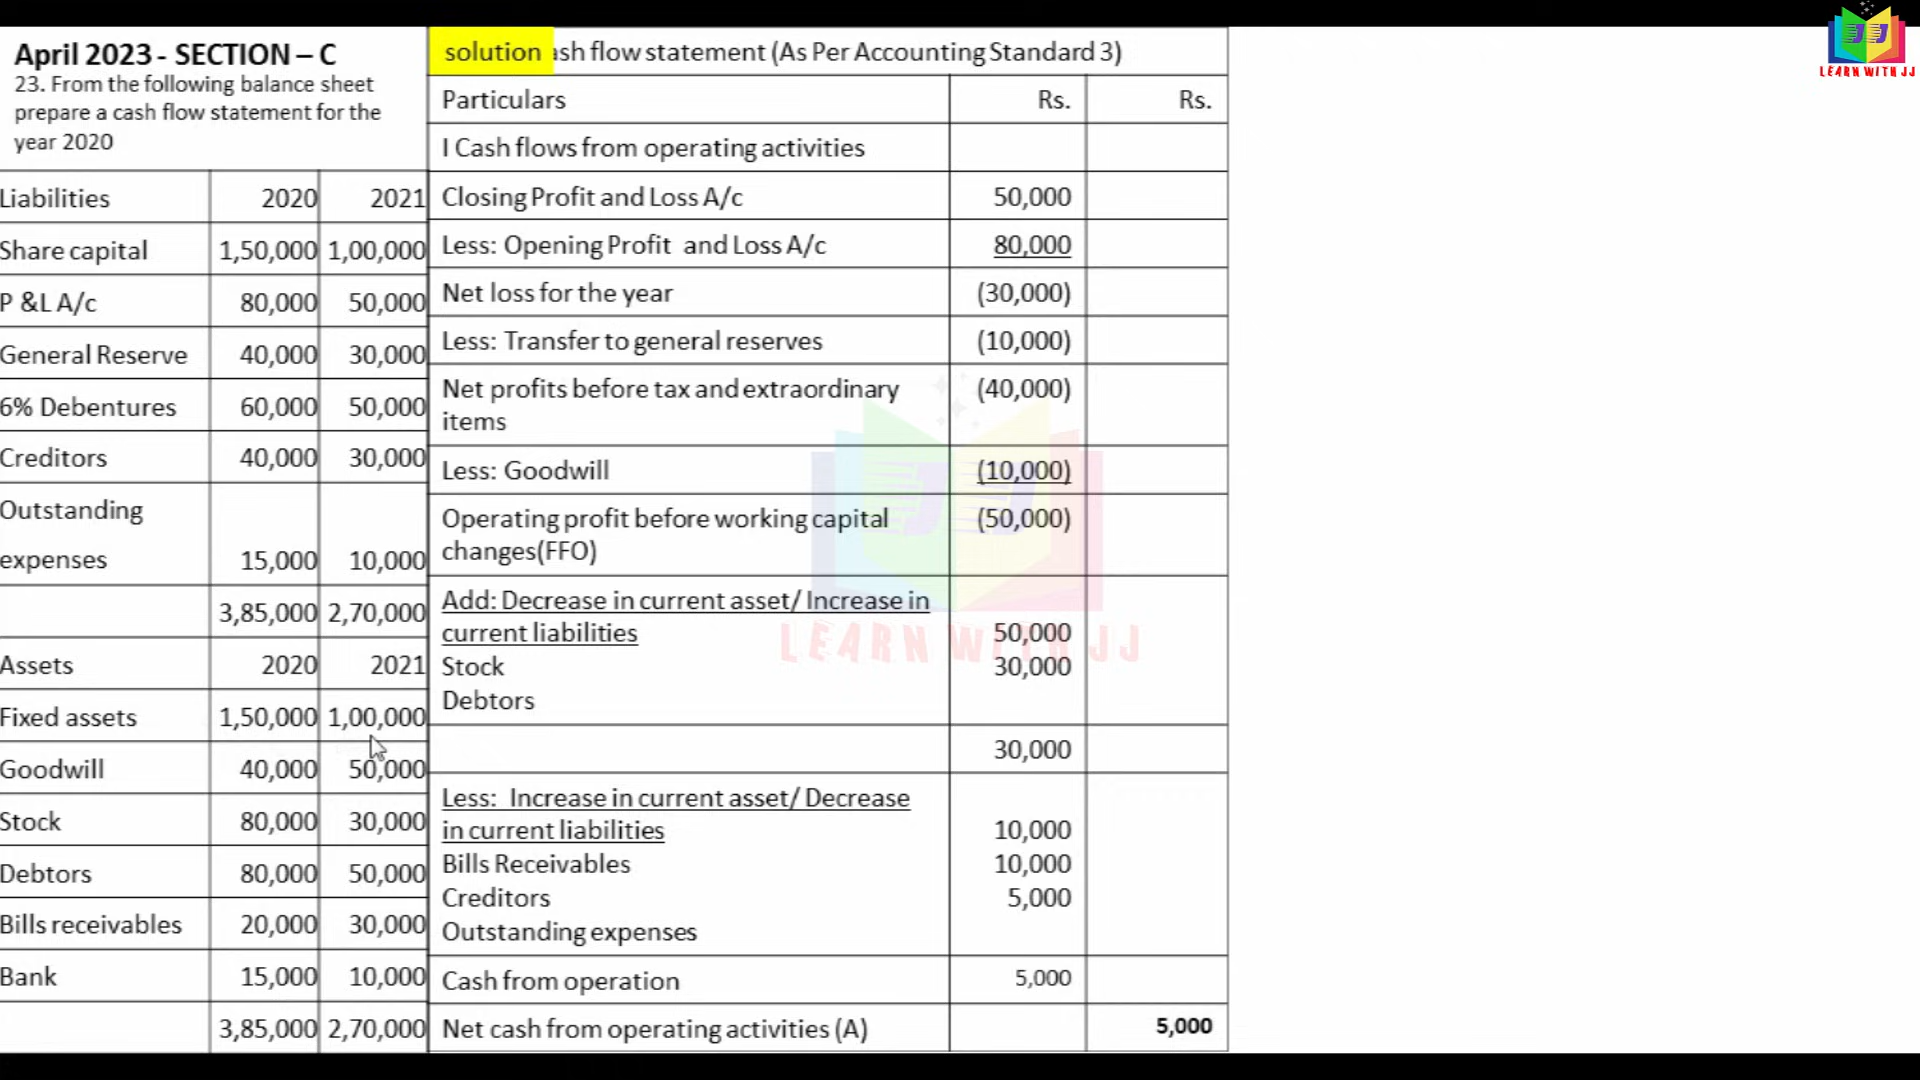 April 2023 - SECTION – C
23. From the following balance sheet
prepare a cash flow statement for the
year 2020
Liabilities 2020 2021
Share capital 1,50,000 1,00,000
P &L A/c 80,000 50,000
General Reserve 40,000 30,000
6% Debentures 60,000 50,000
Creditors 40,000 30,000
Outstanding
expenses 15,000 10,000
3,85,000 2,70,000
Assets 2020 2021
Fixed assets 1,50,000 1,00,000
Goodwill 40,000 50,000
Stock 80,000 30,000
Debtors 80,000 50,000
Bills receivables 20,000 30,000
Bank 15,000 10,000
3,85,000 2,70,000
solution ash flow statement (As Per Accounting Standard 3)
Particulars Rs. Rs.
I Cash flows from operating activities
Closing Profit and Loss A/c 50,000
Less: Opening Profit and Loss A/c 80,000
Net loss for the year (30,000)
Less: Transfer to general reserves (10,000)
Net profits before tax and extraordinary (40,000)
items
Less: Goodwill (10,000)
Operating profit before working capital (50,000)
changes(FFO)
Add: Decrease in current asset/ Increase in
current liabilities 50,000
Stock 30,000
Debtors
30,000
Less: Increase in current asset/ Decrease
in current liabilities 10,000
Bills Receivables 10,000
Creditors 5,000
Outstanding expenses
Cash from operation 5,000
Net cash from operating activities (A) 5,000
JJ
LEARN WITH JJ
LEARN WITH JJ